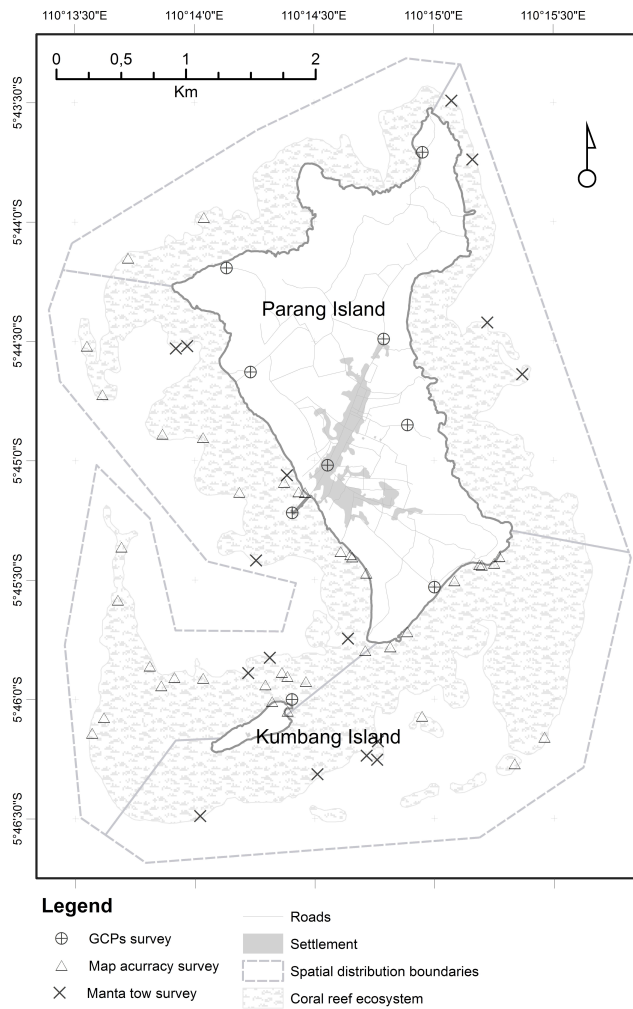 110°13'30"E 110°14'0"E 110°14'30"E 110°15'0"E 110°15'30"E
0 0,5 1 2
Km
5°43'30"S
5°44'0"S
5°44'30"S
5°45'0"S
5°45'30"S
5°46'0"S
5°46'30"S
Parang Island
Kumbang Island
Legend
GCPs survey
Map acurracy survey
Manta tow survey
Roads
Settlement
Spatial distribution boundaries
Coral reef ecosystem